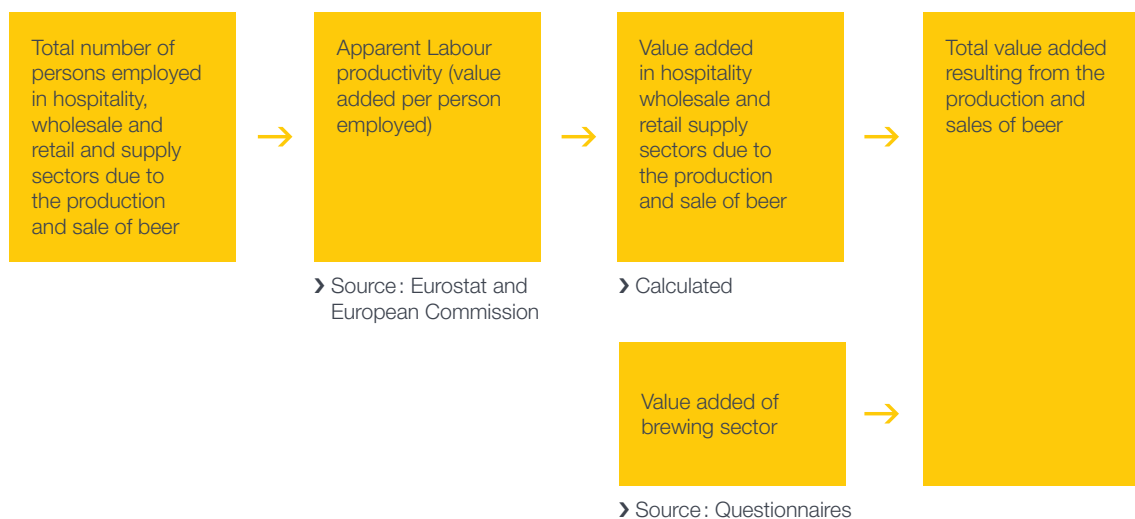 Total number of
persons employed
in hospitality,
wholesale and
retail and supply
sectors due to
the production
and sale of beer
→
Apparent Labour
productivity (value
added per person
employed)
❯ Source : Eurostat and
European Commission
→
Value added
in hospitality
wholesale and
retail supply
sectors due to
the production
and sale of beer
❯ Calculated
→
Value added of
brewing sector
❯ Source : Questionnaires
→
Total value added
resulting from the
production and
sales of beer